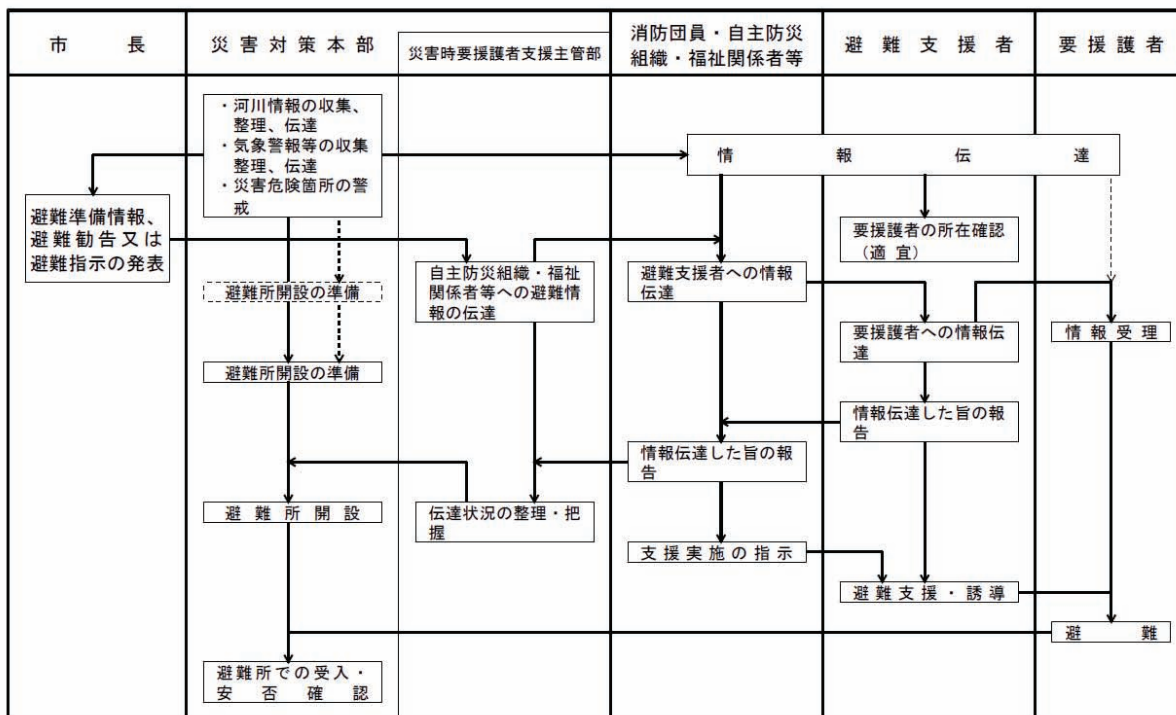 市長
災害対策本部
災害時要援護者支援主管部
消防団員・自主防災
組織・福祉関係者等
避難支援者
要援護者
・河川情報の収集、
整理、伝達
・気象警報等の収集
整理、伝達
・災害危険箇所の警
戒
情報伝達
避難準備情報、
避難勧告又は
避難指示の発表
要援護者の所在確認
（適宜）
自主防災組織・福祉
関係者等への避難情
報の伝達
避難支援者への情報
伝達
避難所開設の準備
要援護者への情報伝
達
情報受理
避難所開設の準備
情報伝達した旨の報
告
情報伝達した旨の報
告
避難所開設
伝達状況の整理・把
握
支援実施の指示
避難支援・誘導
避難
避難所での受入・
安否確認